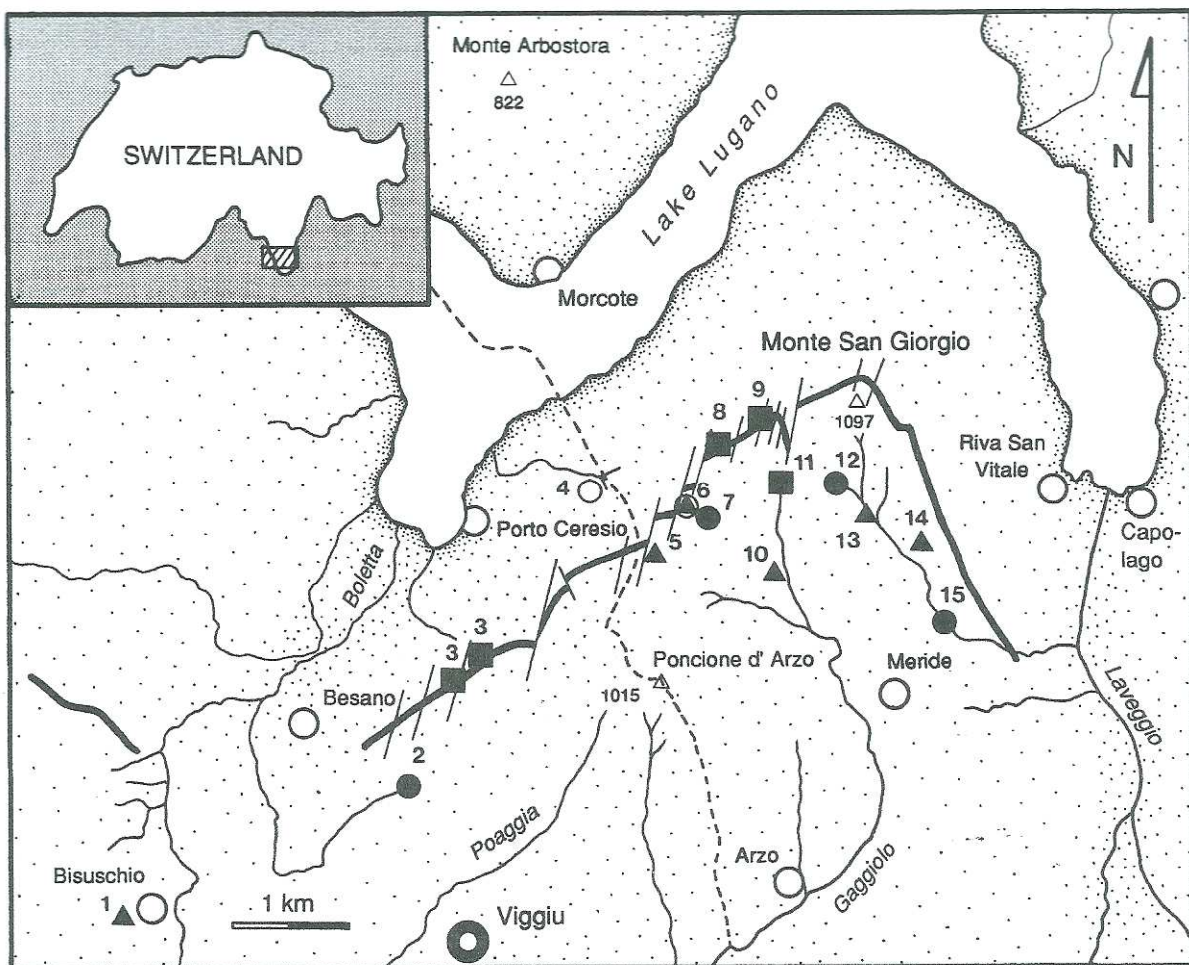 Monte Arbostora
822
SWITZERLAND
Lake Lugano
N
Morcote
Monte San Giorgio
1097
9
8
11
12
Riva San
Vitale
4
6
7
Porto Ceresio
5
13
14
Capo-
lago
10
Boletta
15
3
3
Poncione d' Arzo
1015
Meride
Besano
Laveggio
2
Poaggia
Arzo
Gaggiolo
Bisuschio
1
1 km
Viggiu